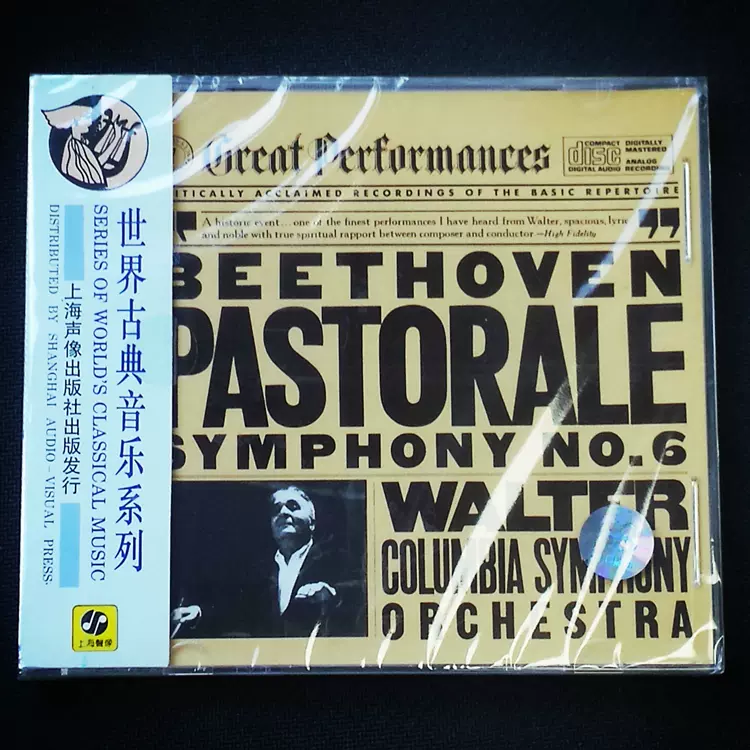 世界古典音乐系列
SERIES OF WORLD'S CLASSICAL MUSIC
上海声像出版社出版发行
DISTRIBUTED BY SHANGHAI AUDIO-VISUAL PRESS:
上海聲像
Great Performances
COMPACT
disc
DIGITAL AUDIO
DIGITALLY
MASTERED
ANALOG
RECORDING
ITICALLY ACCLAIMED RECORDINGS OF THE BASIC REPERTOIRE
A historic event... one of the finest performances I have heard from Walter, spacious, lyric
and noble with true spiritual rapport between composer and conductor.—High Fidelity
BEETHOVEN
PASTORALE
SYMPHONY NO.6
WALTER
COLUMBIA SYMPHONY
ORCHESTRA